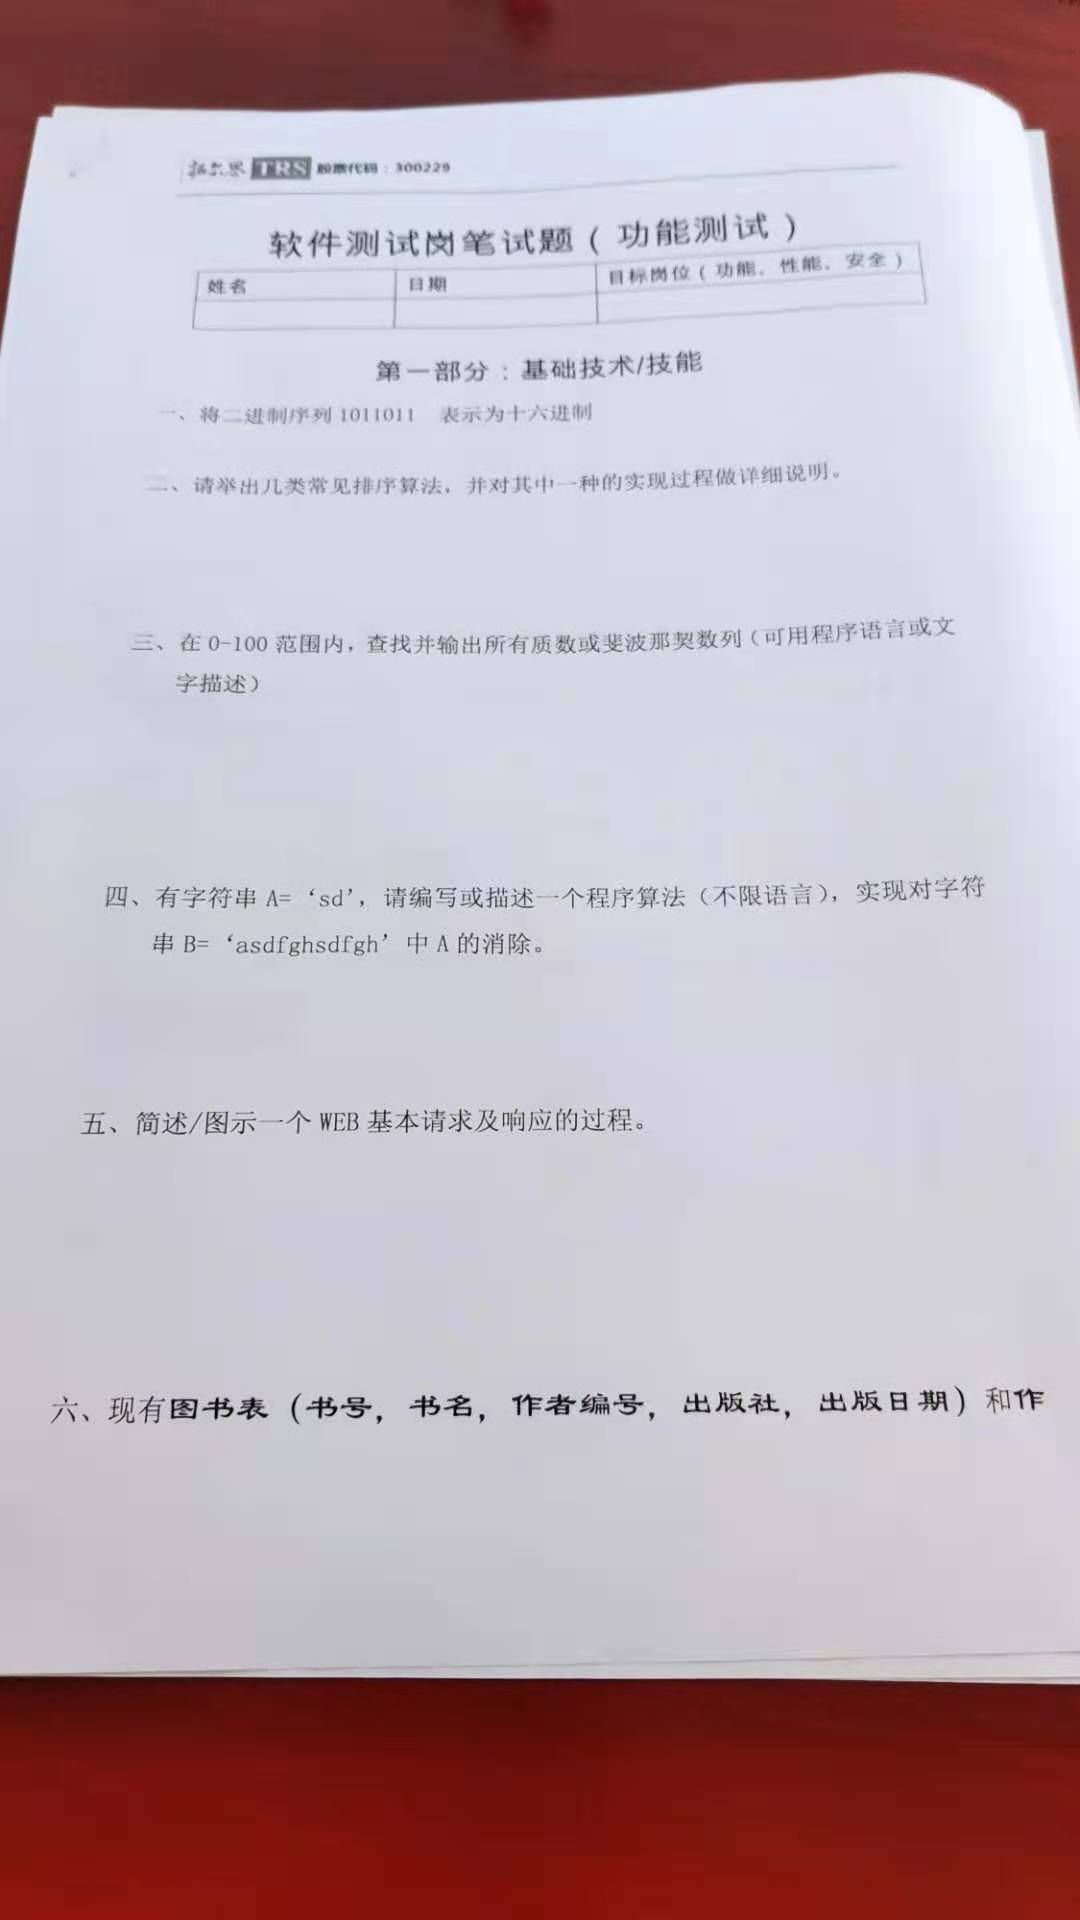 拓尔思 TRS 股票代码：300229
软件测试岗笔试题（功能测试）
姓名 日期 目标岗位（功能、性能、安全）
第一部分：基础技术/技能
一、将二进制序列 1011011 表示为十六进制
二、请举出几类常见排序算法，并对其中一种的实现过程做详细说明。
三、在 0-100 范围内，查找并输出所有质数或斐波那契数列（可用程序语言或文
字描述）
四、有字符串 A=‘sd’，请编写或描述一个程序算法（不限语言），实现对字符
串 B=‘asdfghsdfgh’中 A 的消除。
五、简述/图示一个 WEB 基本请求及响应的过程。
六、现有图书表（书号，书名，作者编号，出版社，出版日期）和作